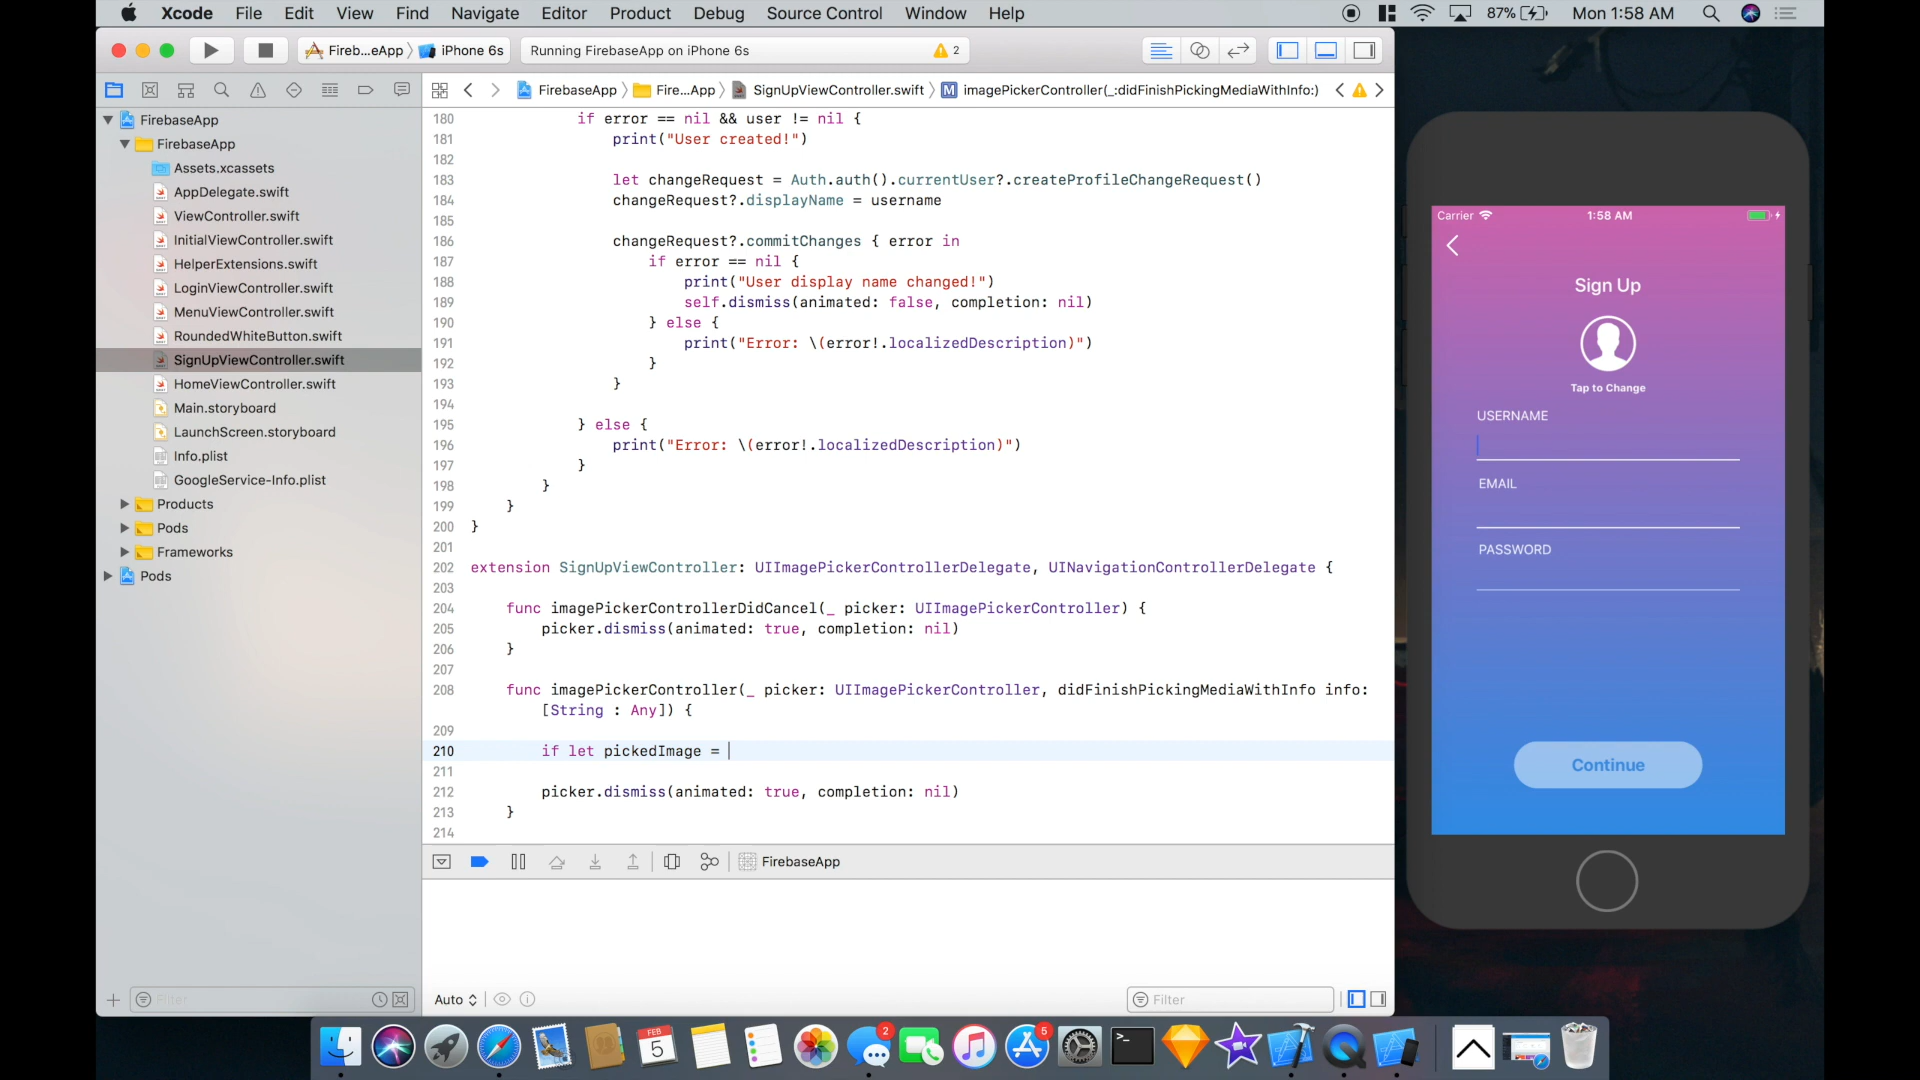 Xcode File Edit View Find Navigate Editor Product Debug Source Control Window Help 87% Mon 1:58 AM
Fireb...eApp iPhone 6s Running FirebaseApp on iPhone 6s 2
FirebaseApp Fire...App SignUpViewController.swift M imagePickerController(_:didFinishPickingMediaWithInfo:)
FirebaseApp
FirebaseApp
Assets.xcassets
AppDelegate.swift
ViewController.swift
InitialViewController.swift
HelperExtensions.swift
LoginViewController.swift
MenuViewController.swift
RoundedWhiteButton.swift
SignUpViewController.swift
HomeViewController.swift
Main.storyboard
LaunchScreen.storyboard
Info.plist
GoogleService-Info.plist
Products
Pods
Frameworks
Pods
Filter
180 if error == nil && user != nil {
181 print("User created!")
182
183 let changeRequest = Auth.auth().currentUser?.createProfileChangeRequest()
184 changeRequest?.displayName = username
185
186 changeRequest?.commitChanges { error in
187 if error == nil {
188 print("User display name changed!")
189 self.dismiss(animated: false, completion: nil)
190 } else {
191 print("Error: \(error!.localizedDescription)")
192 }
193 }
194
195 } else {
196 print("Error: \(error!.localizedDescription)")
197 }
198 }
199 }
200 }
201
202 extension SignUpViewController: UIImagePickerControllerDelegate, UINavigationControllerDelegate {
203
204 func imagePickerControllerDidCancel(_ picker: UIImagePickerController) {
205 picker.dismiss(animated: true, completion: nil)
206 }
207
208 func imagePickerController(_ picker: UIImagePickerController, didFinishPickingMediaWithInfo info:
[String : Any]) {
209
210 if let pickedImage =
211
212 picker.dismiss(animated: true, completion: nil)
213 }
214
FirebaseApp
Auto
Filter
Carrier 1:58 AM
Sign Up
Tap to Change
USERNAME
EMAIL
PASSWORD
Continue
FEB
5
2
5